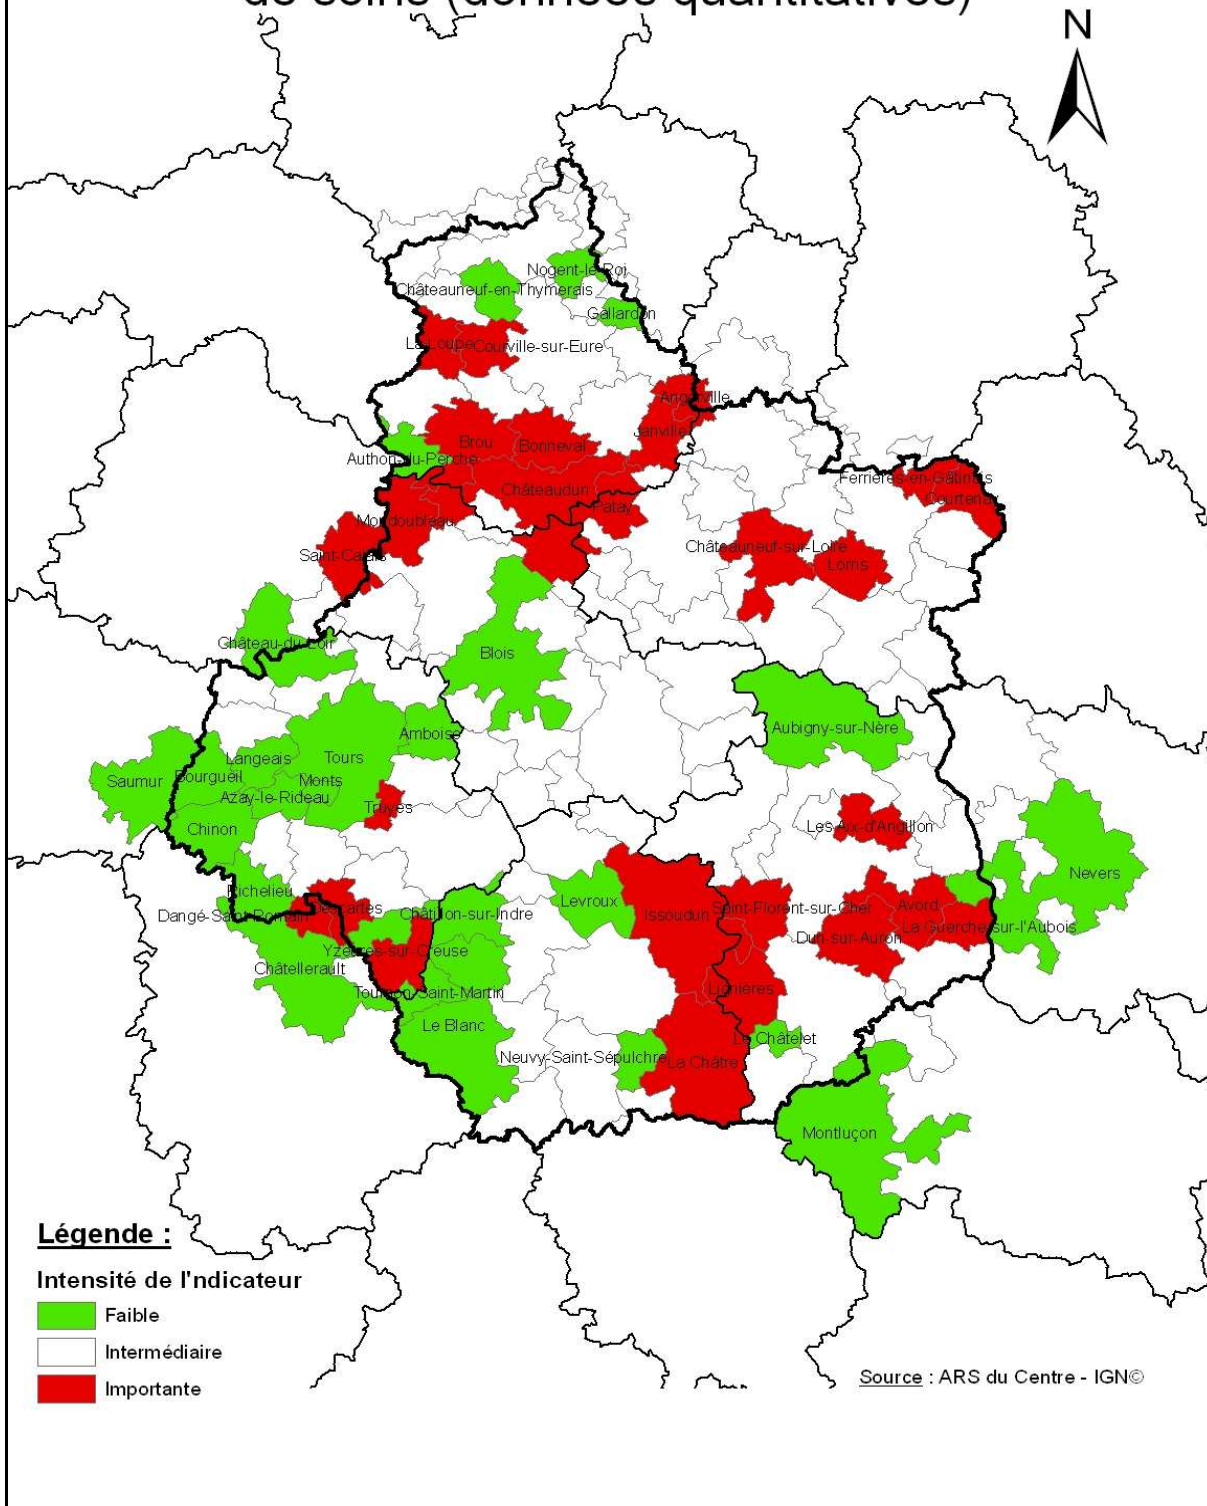 de soins (données quantitatives)
N
Nogent-le-Roi
Châteauneuf-en-Thymerais
Gallardon
La Loupe
Courville-sur-Eure
Angerville
Janville
Brou
Bonneval
Authon-du-Perche
Ferrières-en-Gâtinais
Châteaudun
Courtenay
Patay
Mondoubleau
Châteauneuf-sur-Loire
Saint-Calais
Lorris
Château-du-Loir
Blois
Aubigny-sur-Nère
Amboise
Langeais
Tours
Saumur
Bourgueil
Monts
Azay-le-Rideau
Truyes
Chinon
Les Aix-d'Angillon
Nevers
Richelieu
Levroux
Avord
Saint-Florent-sur-Cher
Descartes
Châtillon-sur-Indre
Issoudun
Dangé-Saint-Romain
La Guerche-sur-l'Aubois
Dun-sur-Auron
Yzeures-sur-Creuse
Châtellerault
Lignières
Tournon-Saint-Martin
Le Blanc
Le Châtelet
Neuvy-Saint-Sépulchre
La Châtre
Montluçon
Légende :
Intensité de l'ndicateur
Faible
Intermédiaire
Importante
Source : ARS du Centre - IGN©